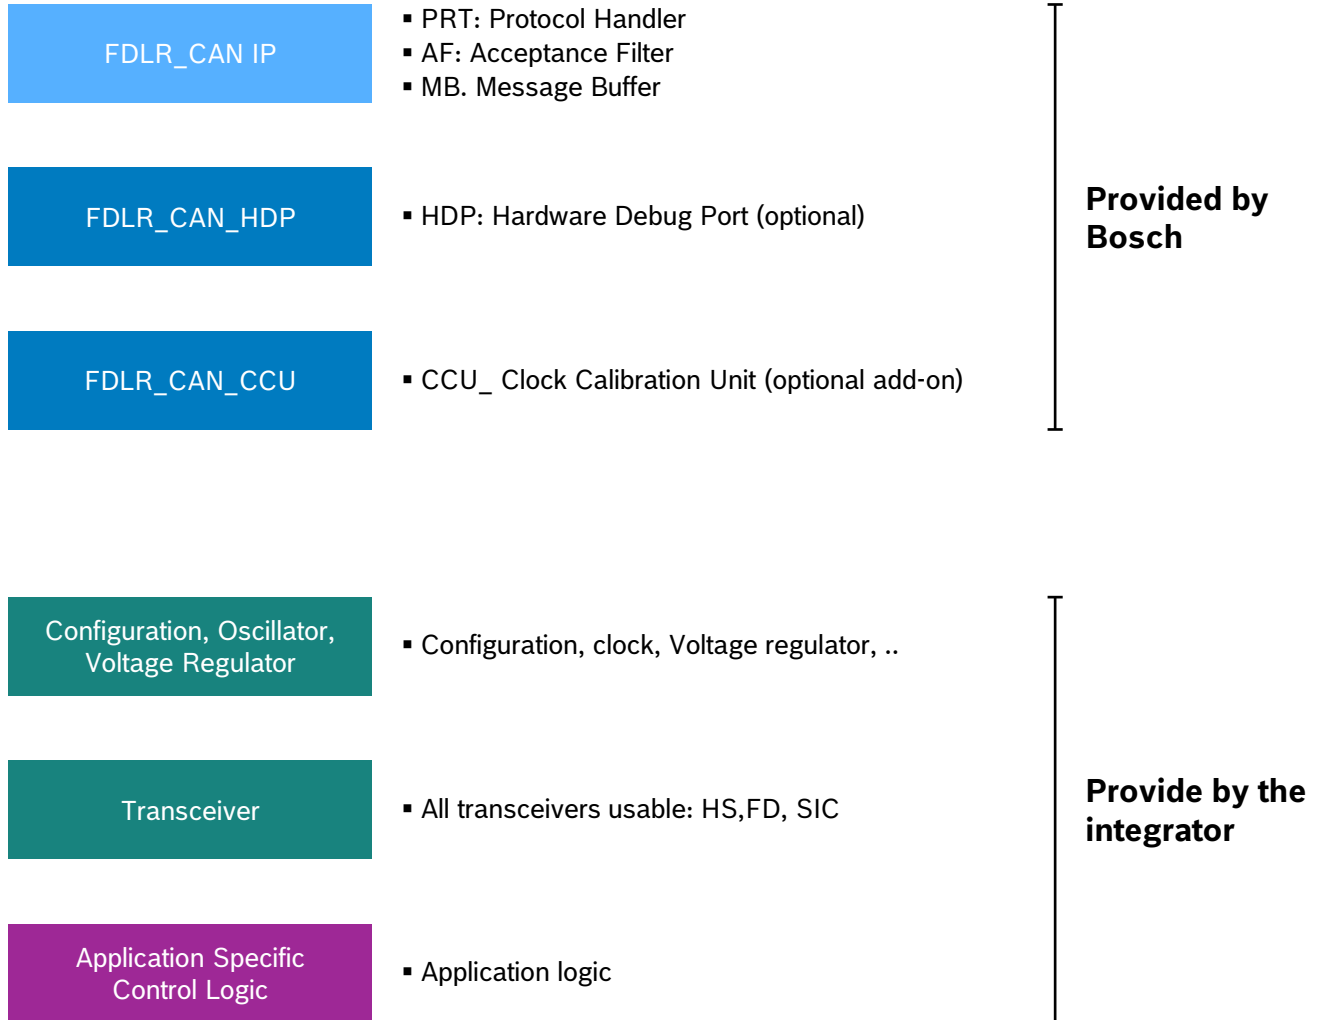 FDLR_CAN IP
▪ PRT: Protocol Handler
▪ AF: Acceptance Filter
▪ MB. Message Buffer
FDLR_CAN_HDP
▪ HDP: Hardware Debug Port (optional)
Provided by
Bosch
FDLR_CAN_CCU
▪ CCU_ Clock Calibration Unit (optional add-on)
Configuration, Oscillator,
Voltage Regulator
▪ Configuration, clock, Voltage regulator, ..
Transceiver
▪ All transceivers usable: HS,FD, SIC
Provide by the
integrator
Application Specific
Control Logic
▪ Application logic